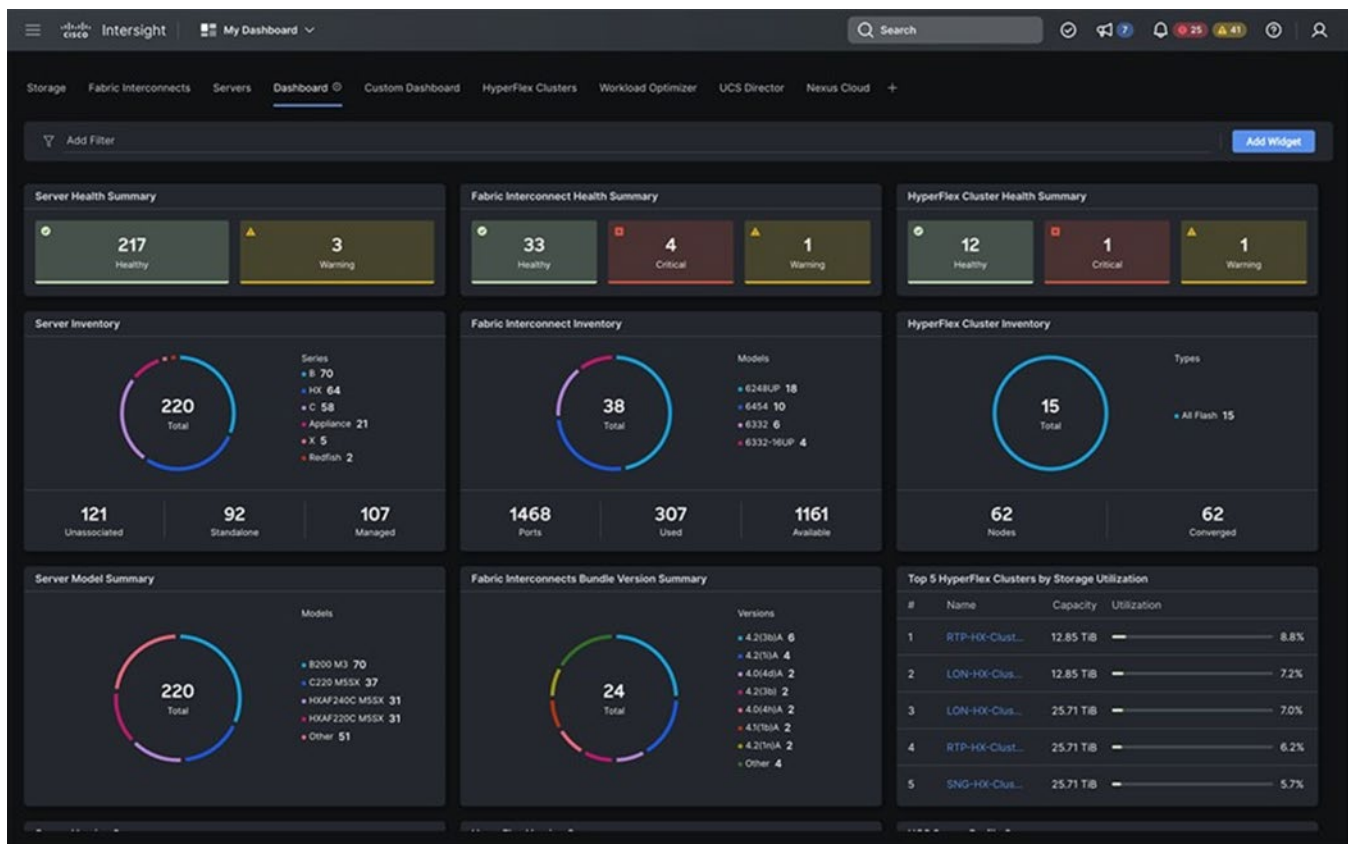 cisco Intersight My Dashboard Search 7 25 41
Storage Fabric Interconnects Servers Dashboard Custom Dashboard HyperFlex Clusters Workload Optimizer UCS Director Nexus Cloud +
Add Filter Add Widget
Server Health Summary
217
Healthy
3
Warning
Fabric Interconnect Health Summary
33
Healthy
4
Critical
1
Warning
HyperFlex Cluster Health Summary
12
Healthy
1
Critical
1
Warning
Server Inventory
220
Total
Series
B 70
HX 64
C 58
Appliance 21
X 5
Redfish 2
121
Unassociated
92
Standalone
107
Managed
Fabric Interconnect Inventory
38
Total
Models
6248UP 18
6454 10
6332 6
6332-16UP 4
1468
Ports
307
Used
1161
Available
HyperFlex Cluster Inventory
15
Total
Types
All Flash 15
62
Nodes
62
Converged
Server Model Summary
220
Total
Models
B200 M3 70
C220 M5SX 37
HXAF240C M5SX 31
HXAF220C M5SX 31
Other 51
Fabric Interconnects Bundle Version Summary
24
Total
Versions
4.2(3b)A 6
4.2(1i)A 4
4.0(4d)A 2
4.2(3b) 2
4.0(4h)A 2
4.1(1b)A 2
4.2(1n)A 2
Other 4
Top 5 HyperFlex Clusters by Storage Utilization
# Name Capacity Utilization
1 RTP-HX-Clust... 12.85 TiB 8.8%
2 LON-HX-Clus... 12.85 TiB 7.2%
3 LON-HX-Clus... 25.71 TiB 7.0%
4 RTP-HX-Clust... 25.71 TiB 6.2%
5 SNG-HX-Clus... 25.71 TiB 5.7%